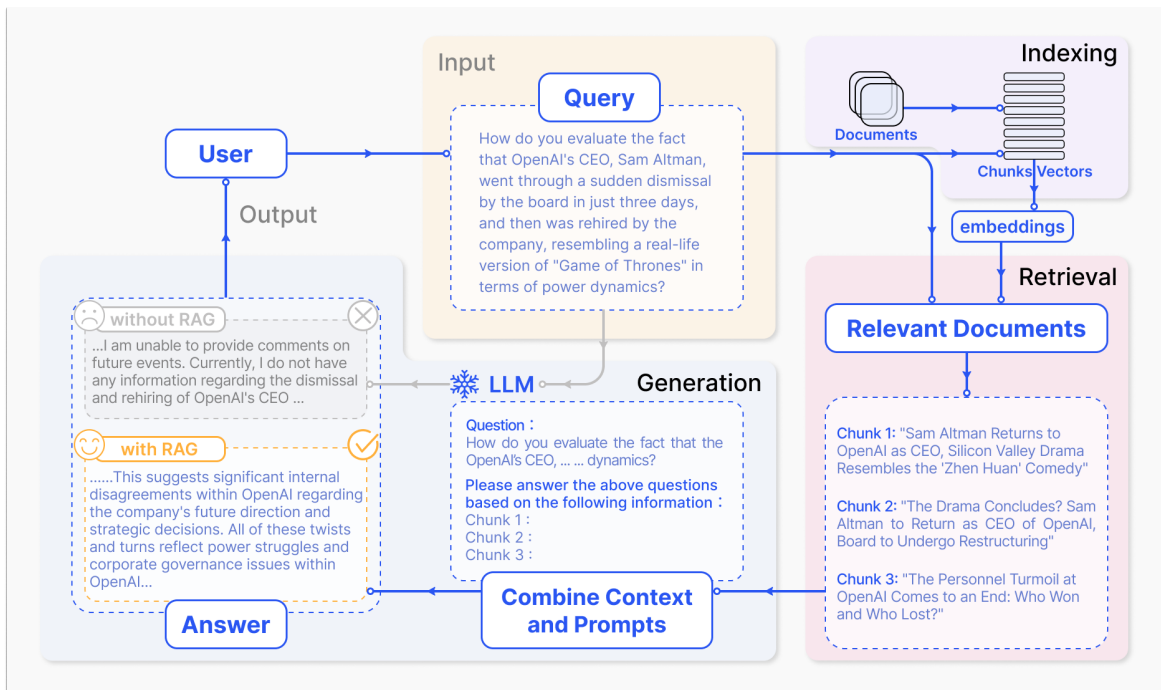 Input
Query
How do you evaluate the fact
that OpenAI's CEO, Sam Altman,
went through a sudden dismissal
by the board in just three days,
and then was rehired by the
company, resembling a real-life
version of "Game of Thrones" in
terms of power dynamics?
Indexing
Documents
Chunks Vectors
embeddings
User
Output
Retrieval
Relevant Documents
Chunk 1: "Sam Altman Returns to
OpenAI as CEO, Silicon Valley Drama
Resembles the 'Zhen Huan' Comedy"
Chunk 2: "The Drama Concludes? Sam
Altman to Return as CEO of OpenAI,
Board to Undergo Restructuring"
Chunk 3: "The Personnel Turmoil at
OpenAI Comes to an End: Who Won
and Who Lost?"
Generation
LLM
Question :
How do you evaluate the fact that the
OpenAI's CEO, ... ... dynamics?
Please answer the above questions
based on the following information :
Chunk 1 :
Chunk 2 :
Chunk 3 :
Combine Context
and Prompts
without RAG
...I am unable to provide comments on
future events. Currently, I do not have
any information regarding the dismissal
and rehiring of OpenAI's CEO ...
with RAG
......This suggests significant internal
disagreements within OpenAI regarding
the company's future direction and
strategic decisions. All of these twists
and turns reflect power struggles and
corporate governance issues within
OpenAI...
Answer